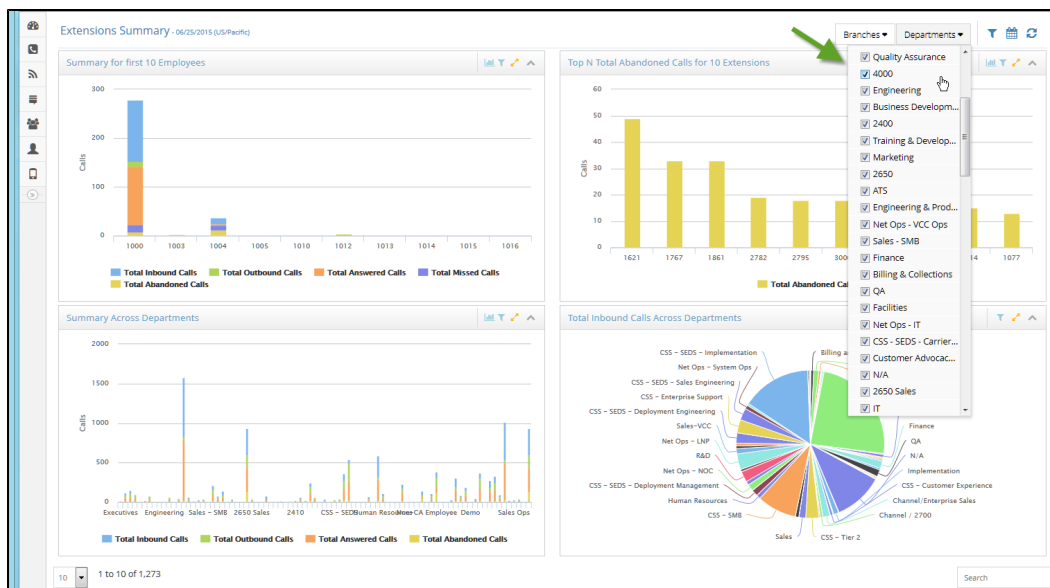 Extensions Summary - 06/25/2015 (US/Pacific)
Branches
Departments
Summary for first 10 Employees
300
200
100
0
Calls
1000 1003 1004 1005 1010 1012 1013 1014 1015 1016
Total Inbound Calls Total Outbound Calls Total Answered Calls Total Missed Calls
Total Abandoned Calls
Top N Total Abandoned Calls for 10 Extensions
60
50
40
30
20
10
0
Calls
1621 1767 1861 2782 2795 1077
Quality Assurance
4000
Engineering
Business Developm...
2400
Training & Develop...
Marketing
2650
ATS
Engineering & Prod...
Net Ops - VCC Ops
Sales - SMB
Finance
Billing & Collections
QA
Facilities
Net Ops - IT
CSS - SEDS - Carrier...
Customer Advocac...
N/A
2650 Sales
IT
Summary Across Departments
2000
1500
1000
500
0
Calls
Executives Engineering Sales - SMB 2650 Sales 2410 Employee Demo Sales Ops
Total Inbound Calls Total Outbound Calls Total Answered Calls Total Abandoned Calls
Total Inbound Calls Across Departments
CSS - SEDS - Implementation
Net Ops - System Ops
CSS - SEDS - Sales Engineering
CSS - Enterprise Support
CSS - SEDS - Deployment Engineering
Sales-VCC
Net Ops - LNP
R&D
Net Ops - NOC
CSS - SEDS - Deployment Management
Human Resources
CSS - SMB
Sales
CSS - Tier 2
Channel / 2700
Channel/Enterprise Sales
CSS - Customer Experience
Implementation
N/A
QA
Finance
10
1 to 10 of 1,273
Search